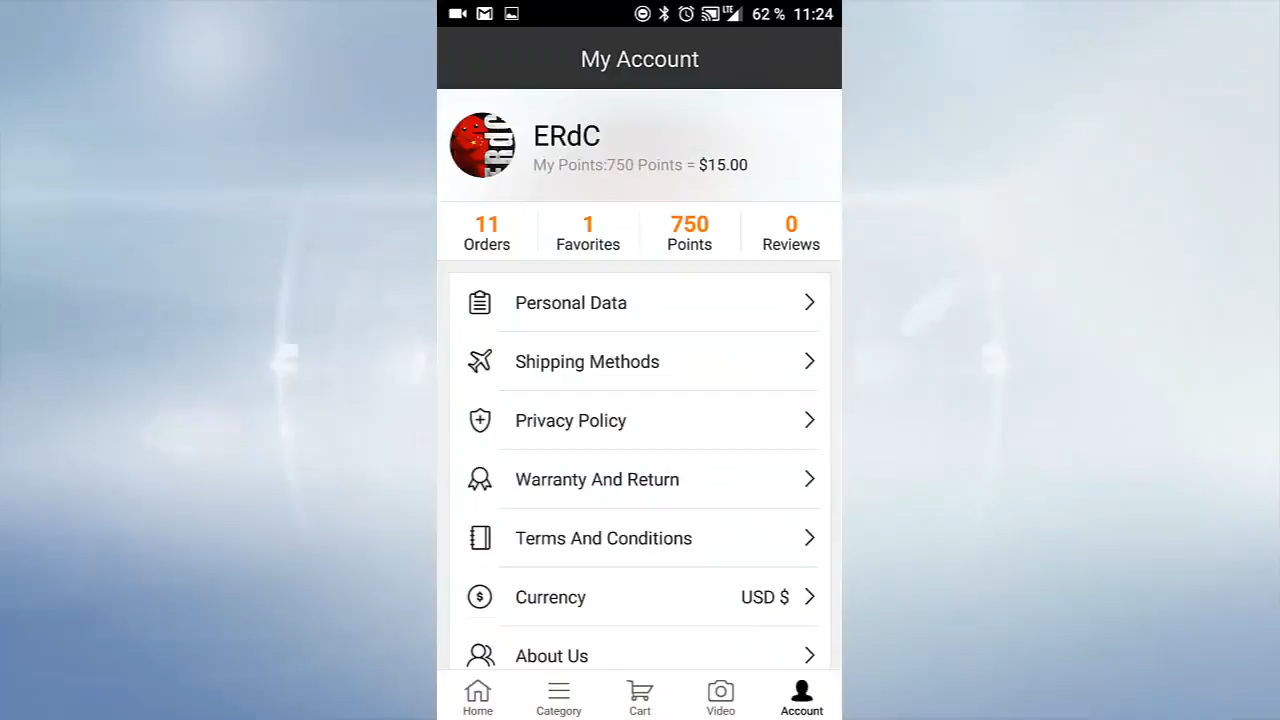 LTE 62 % 11:24
My Account
ERdC
ERdC
My Points:750 Points = $15.00
11 1 750 0
Orders Favorites Points Reviews
Personal Data
Shipping Methods
Privacy Policy
Warranty And Return
Terms And Conditions
Currency USD $
About Us
Home Category Cart Video Account